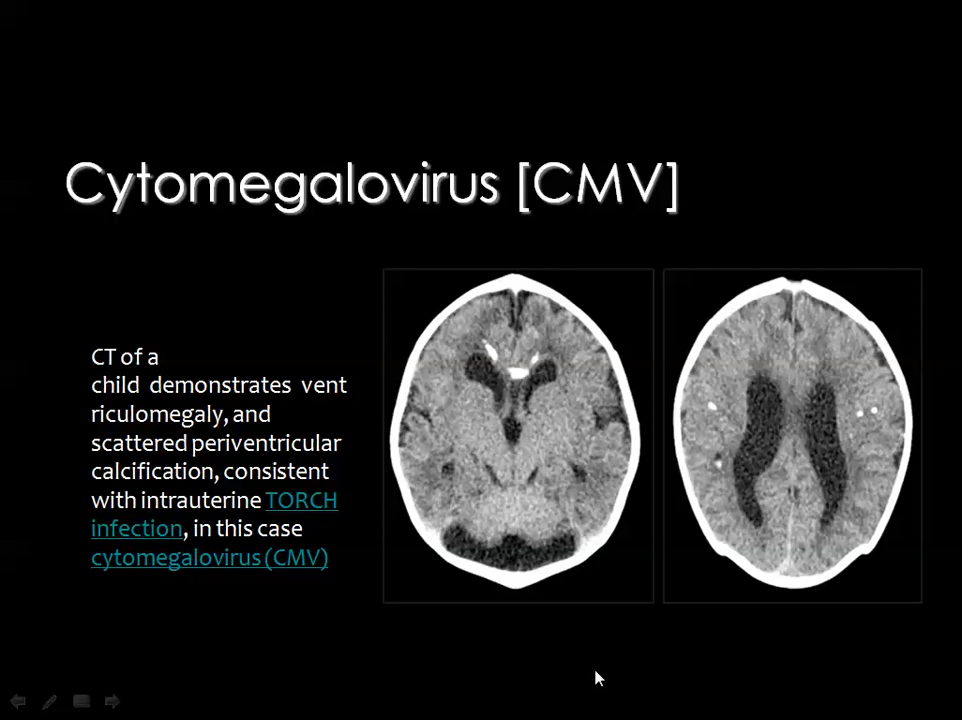 Cytomegalovirus [CMV]
CT of a
child demonstrates vent
riculomegaly, and
scattered periventricular
calcification, consistent
with intrauterine TORCH
infection, in this case
cytomegalovirus (CMV)